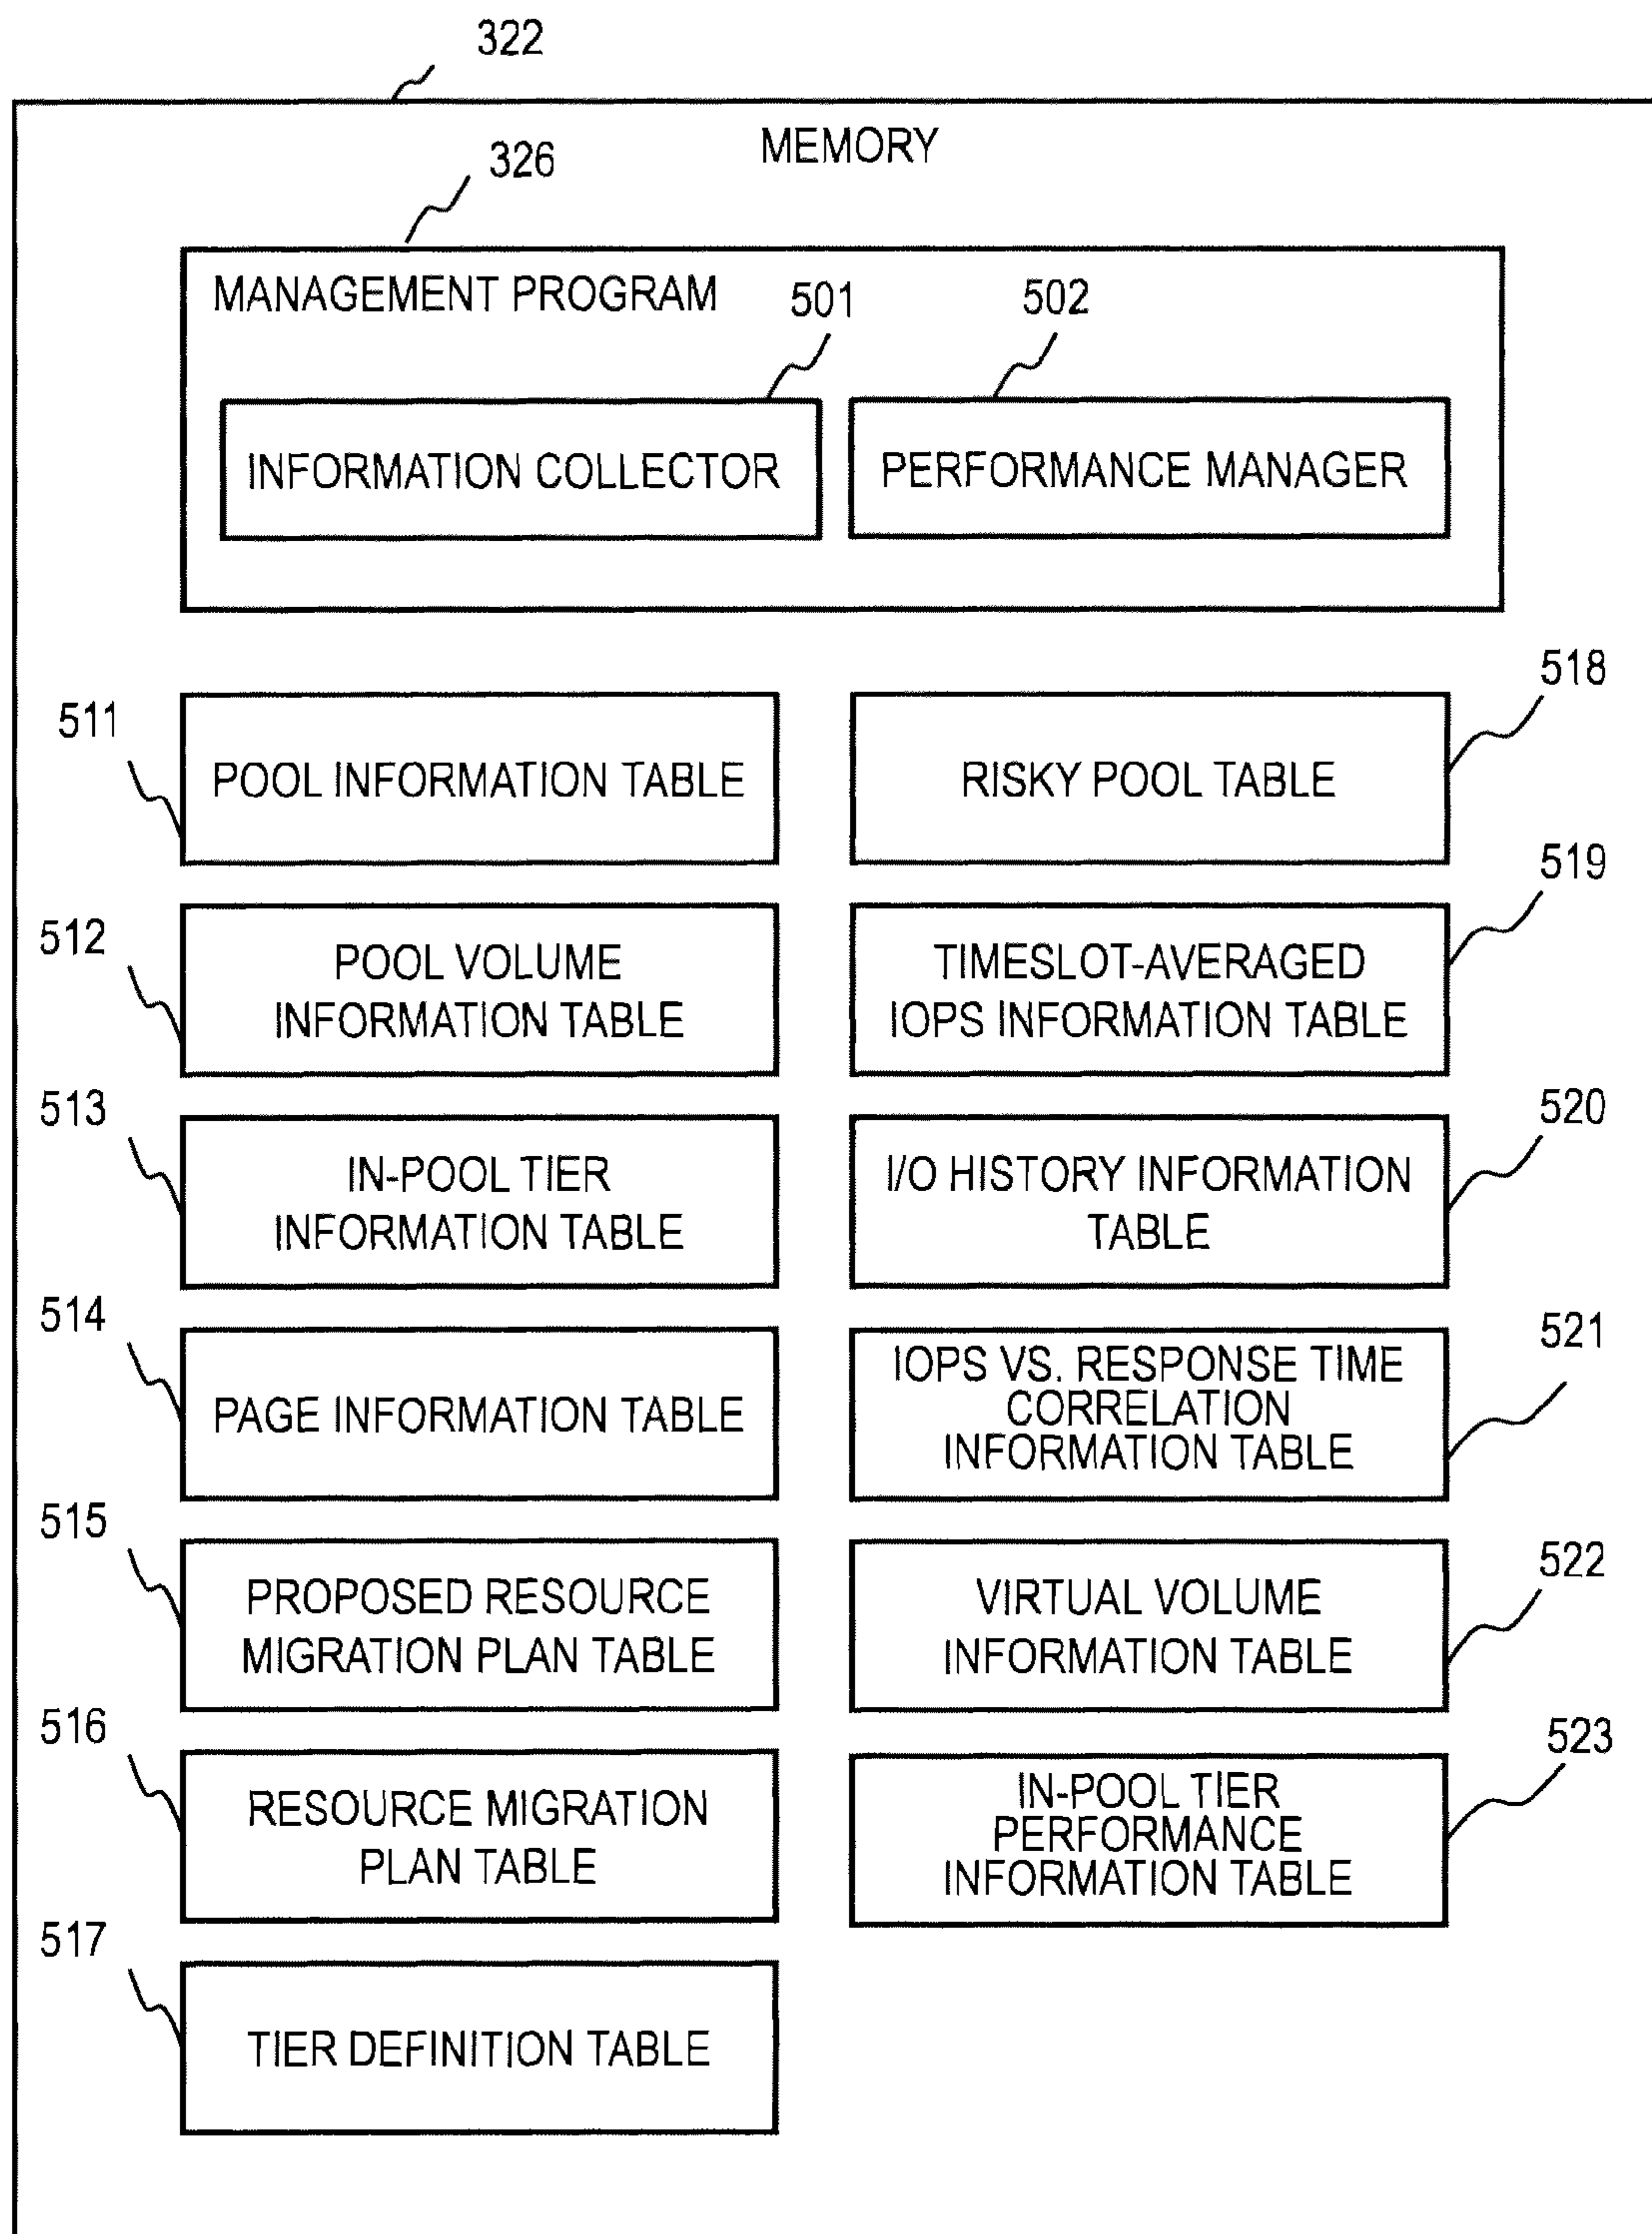 322
MEMORY
326
MANAGEMENT PROGRAM
501
502
INFORMATION COLLECTOR
PERFORMANCE MANAGER
511
POOL INFORMATION TABLE
518
RISKY POOL TABLE
512
POOL VOLUME
INFORMATION TABLE
519
TIMESLOT-AVERAGED
IOPS INFORMATION TABLE
513
IN-POOL TIER
INFORMATION TABLE
520
I/O HISTORY INFORMATION
TABLE
514
PAGE INFORMATION TABLE
521
IOPS VS. RESPONSE TIME
CORRELATION
INFORMATION TABLE
515
PROPOSED RESOURCE
MIGRATION PLAN TABLE
522
VIRTUAL VOLUME
INFORMATION TABLE
516
RESOURCE MIGRATION
PLAN TABLE
523
IN-POOL TIER
PERFORMANCE
INFORMATION TABLE
517
TIER DEFINITION TABLE